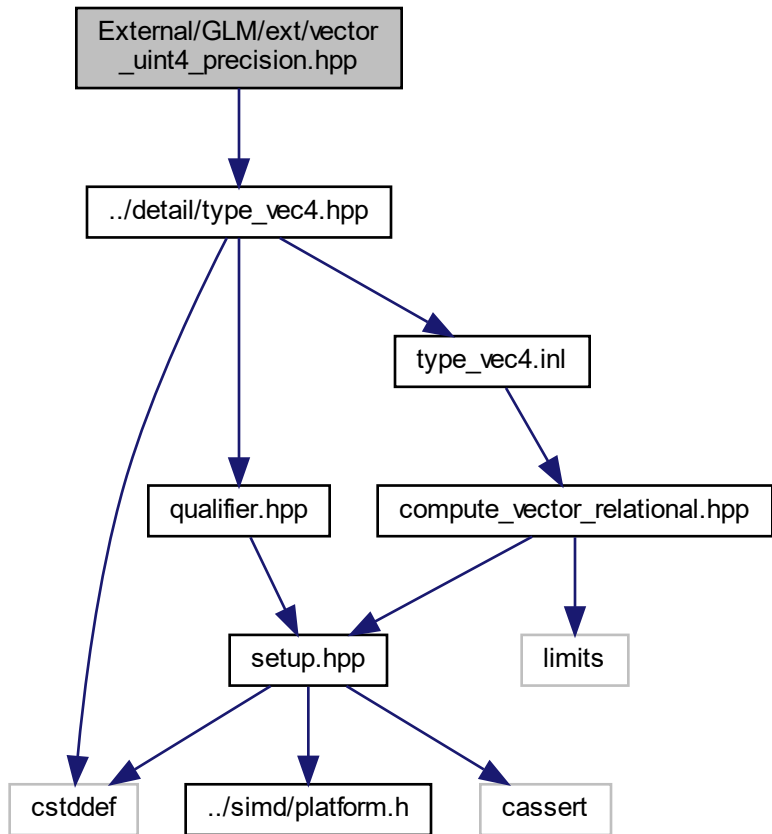 External/GLM/ext/vector
_uint4_precision.hpp
../detail/type_vec4.hpp
type_vec4.inl
qualifier.hpp
compute_vector_relational.hpp
setup.hpp
limits
cstddef
../simd/platform.h
cassert